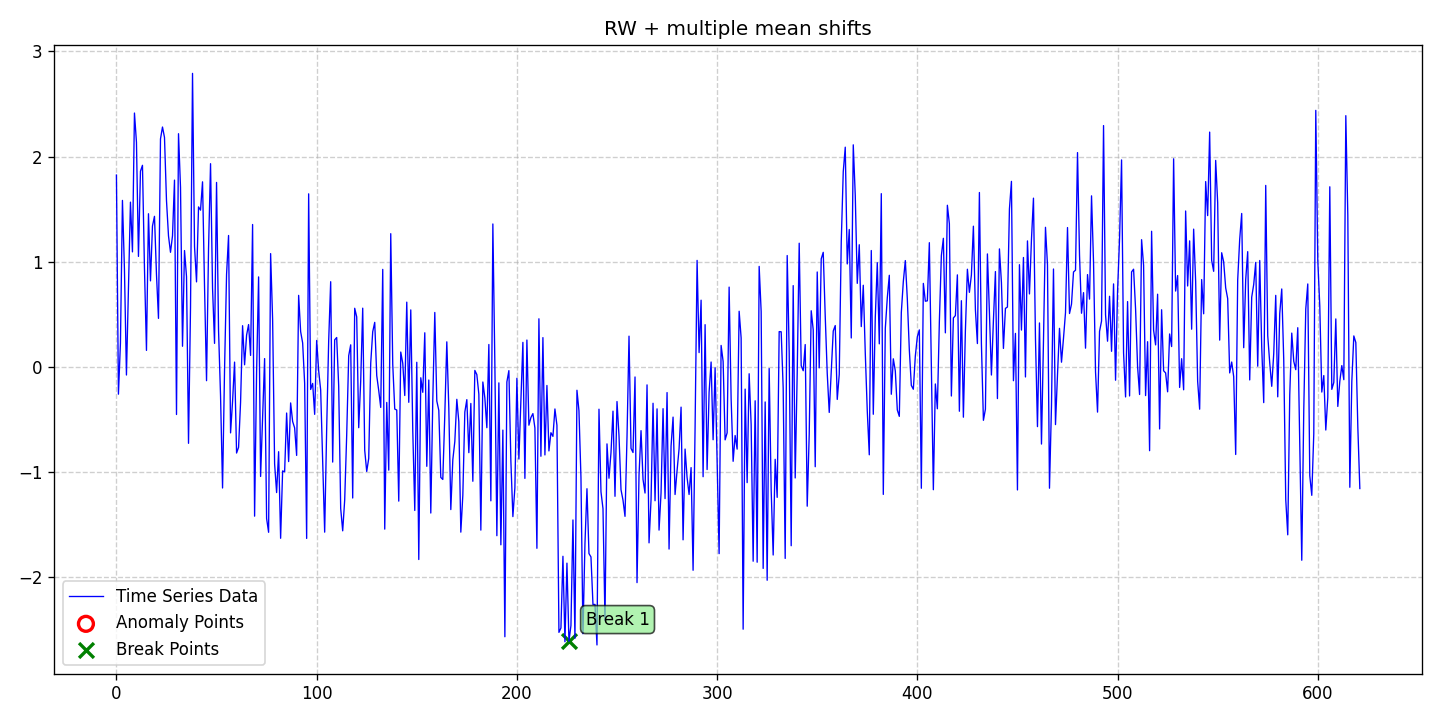 RW + multiple mean shifts
3
2
1
0
−1
−2
Break 1
Time Series Data
Anomaly Points
Break Points
0 100 200 300 400 500 600